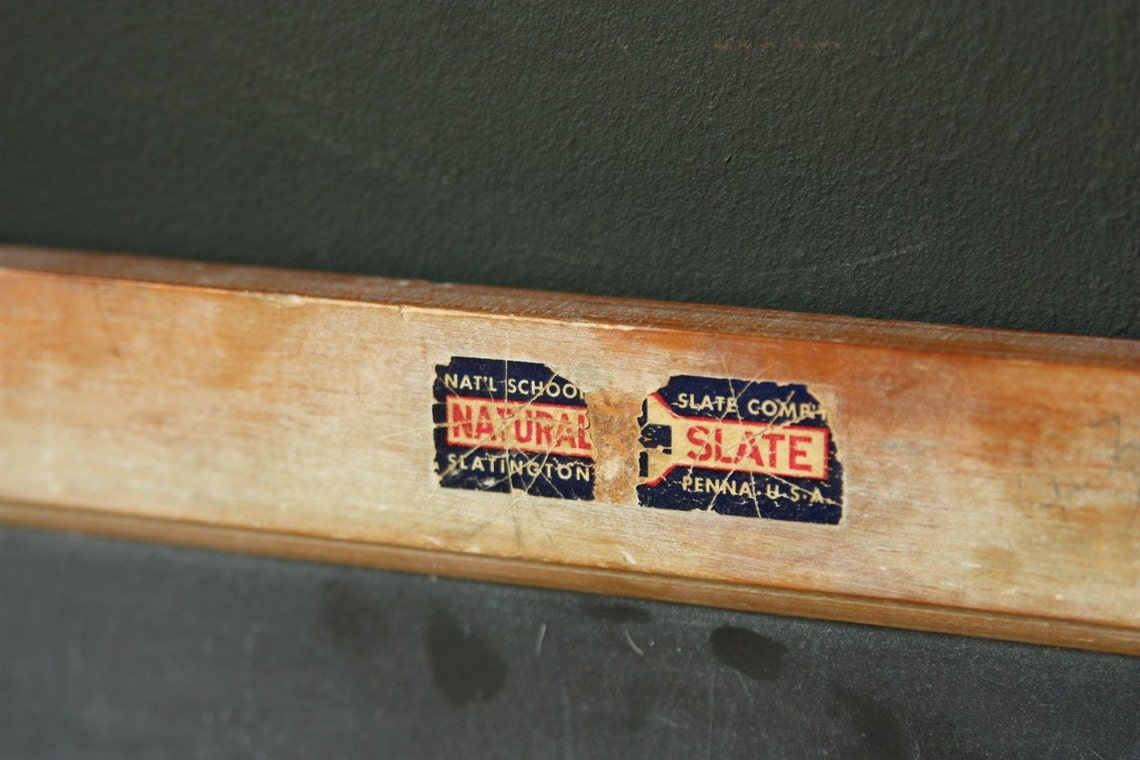 NAT'L SCHOOL SLATE COMP'Y
NATURAL SLATE
SLATINGTON PENNA. U.S.A.